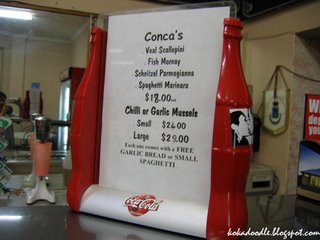 Conca's
. Veal Scallopini
. Fish Mornay
. Schnitzel Parmagianna
. Spaghetti Marinara
$18.00...
Chilli or Garlic Mussels
. Small $26.00
. Large $29.00
Each one comes with a FREE
GARLIC BREAD or SMALL
SPAGHETTI
Coca-Cola
kokadoodle.blogspot.com